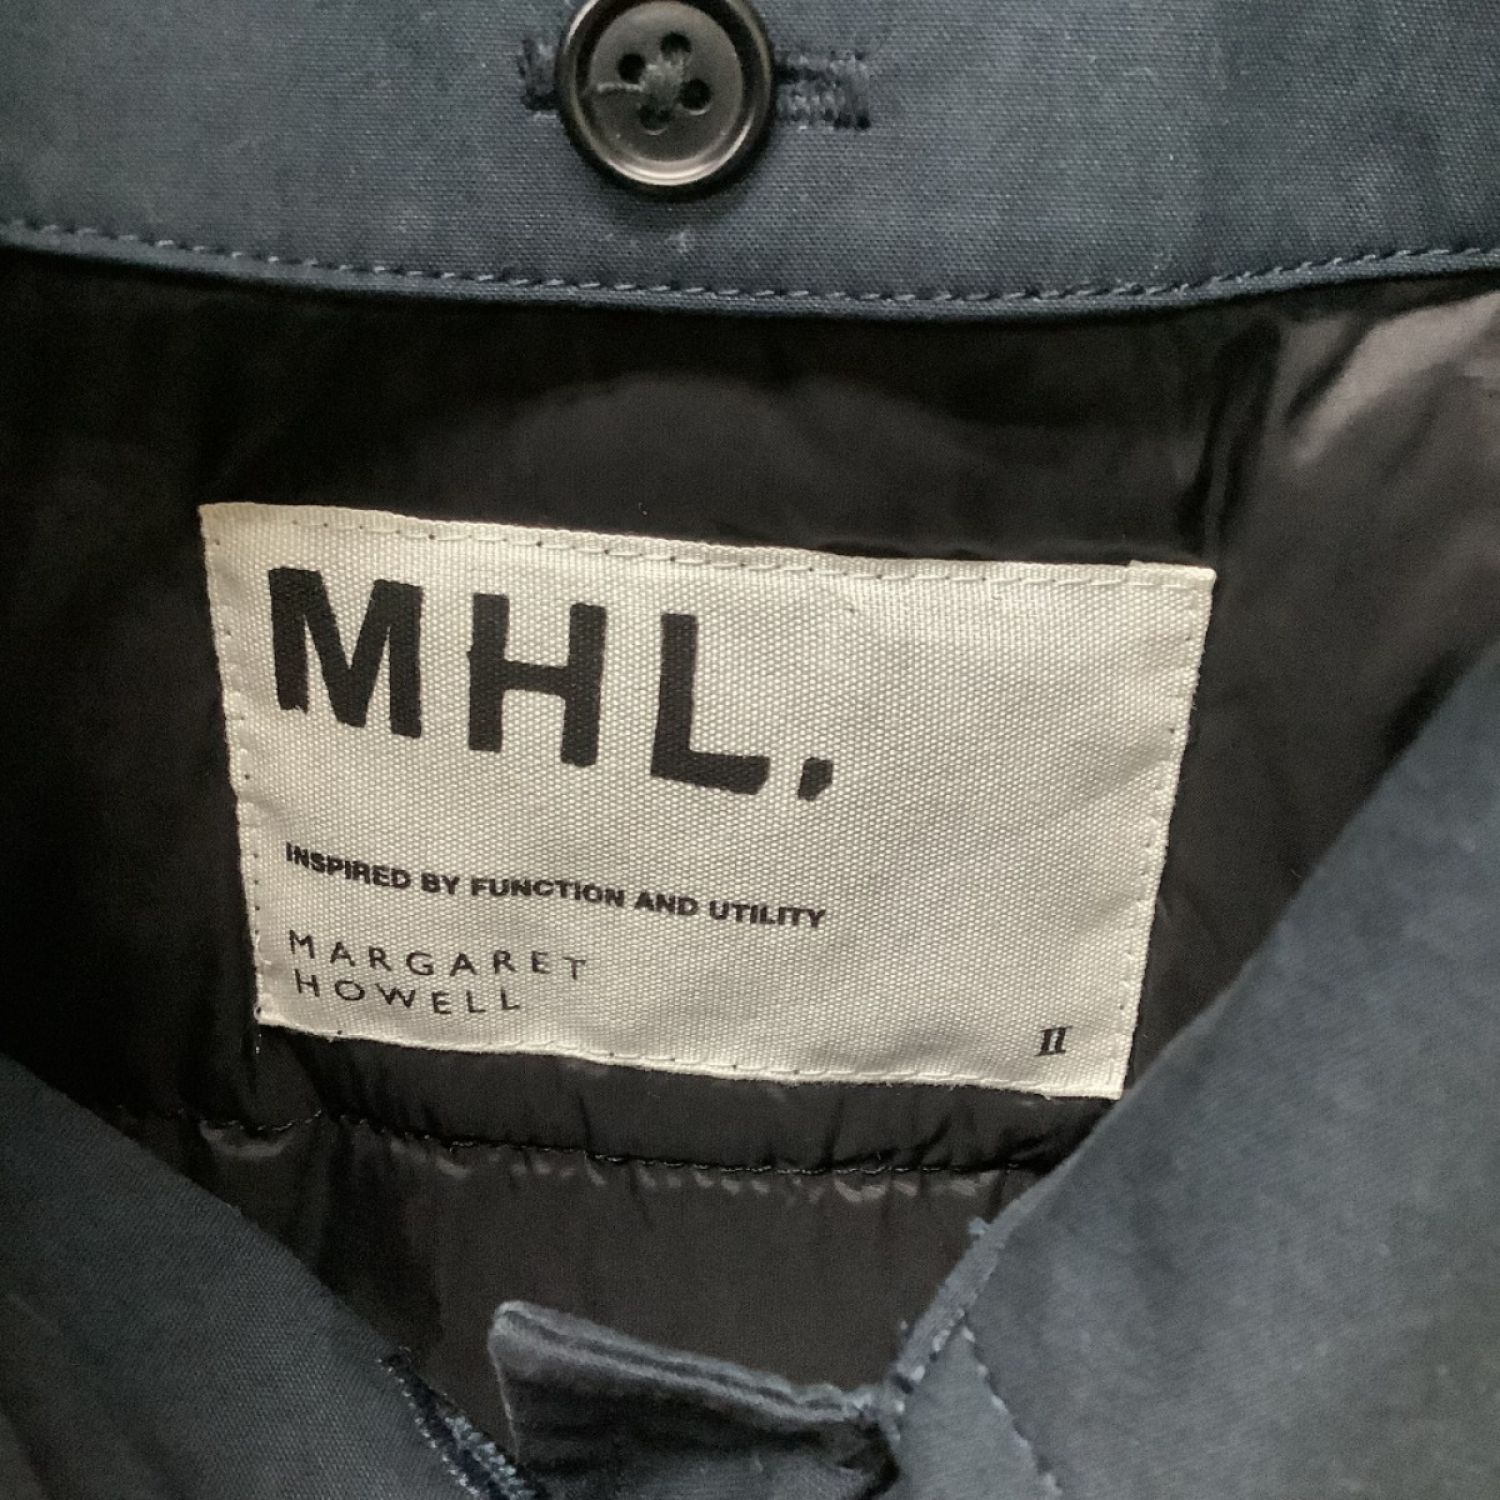 MHL.
INSPIRED BY FUNCTION AND UTILITY
MARGARET
HOWELL
II